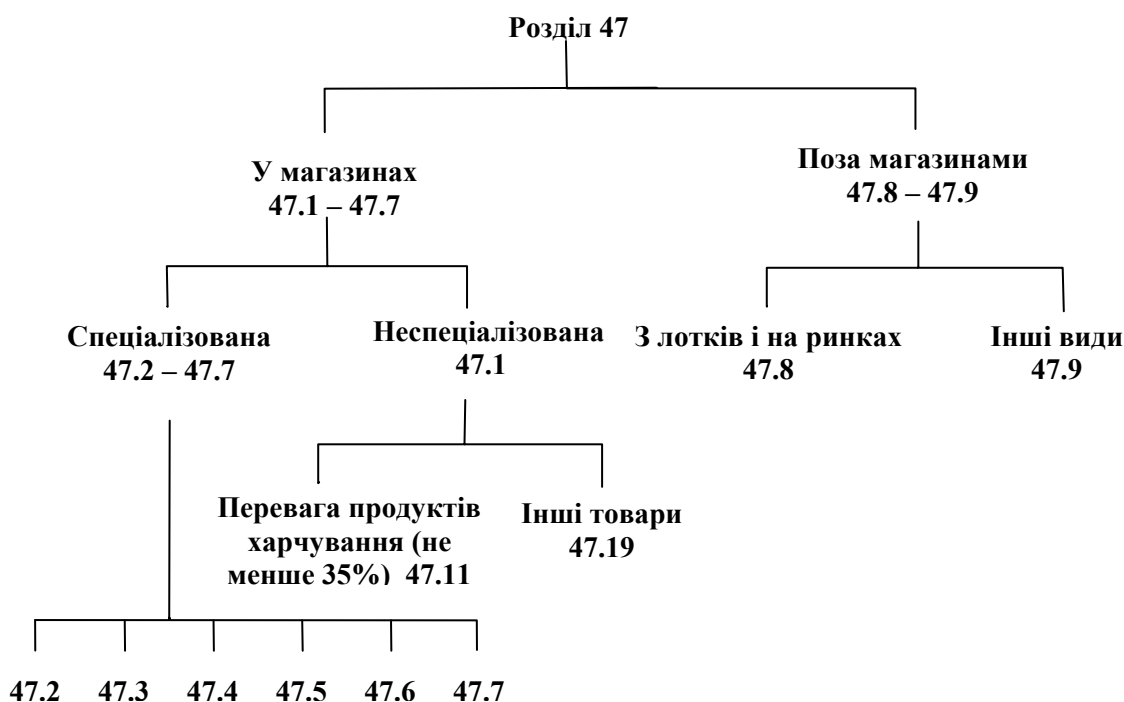 Розділ 47
У магазинах
47.1 – 47.7
Поза магазинами
47.8 – 47.9
Спеціалізована
47.2 – 47.7
Неспеціалізована
47.1
З лотків і на ринках
47.8
Інші види
47.9
Перевага продуктів
харчування (не
менше 35%) 47.11
Інші товари
47.19
47.2 47.3 47.4 47.5 47.6 47.7